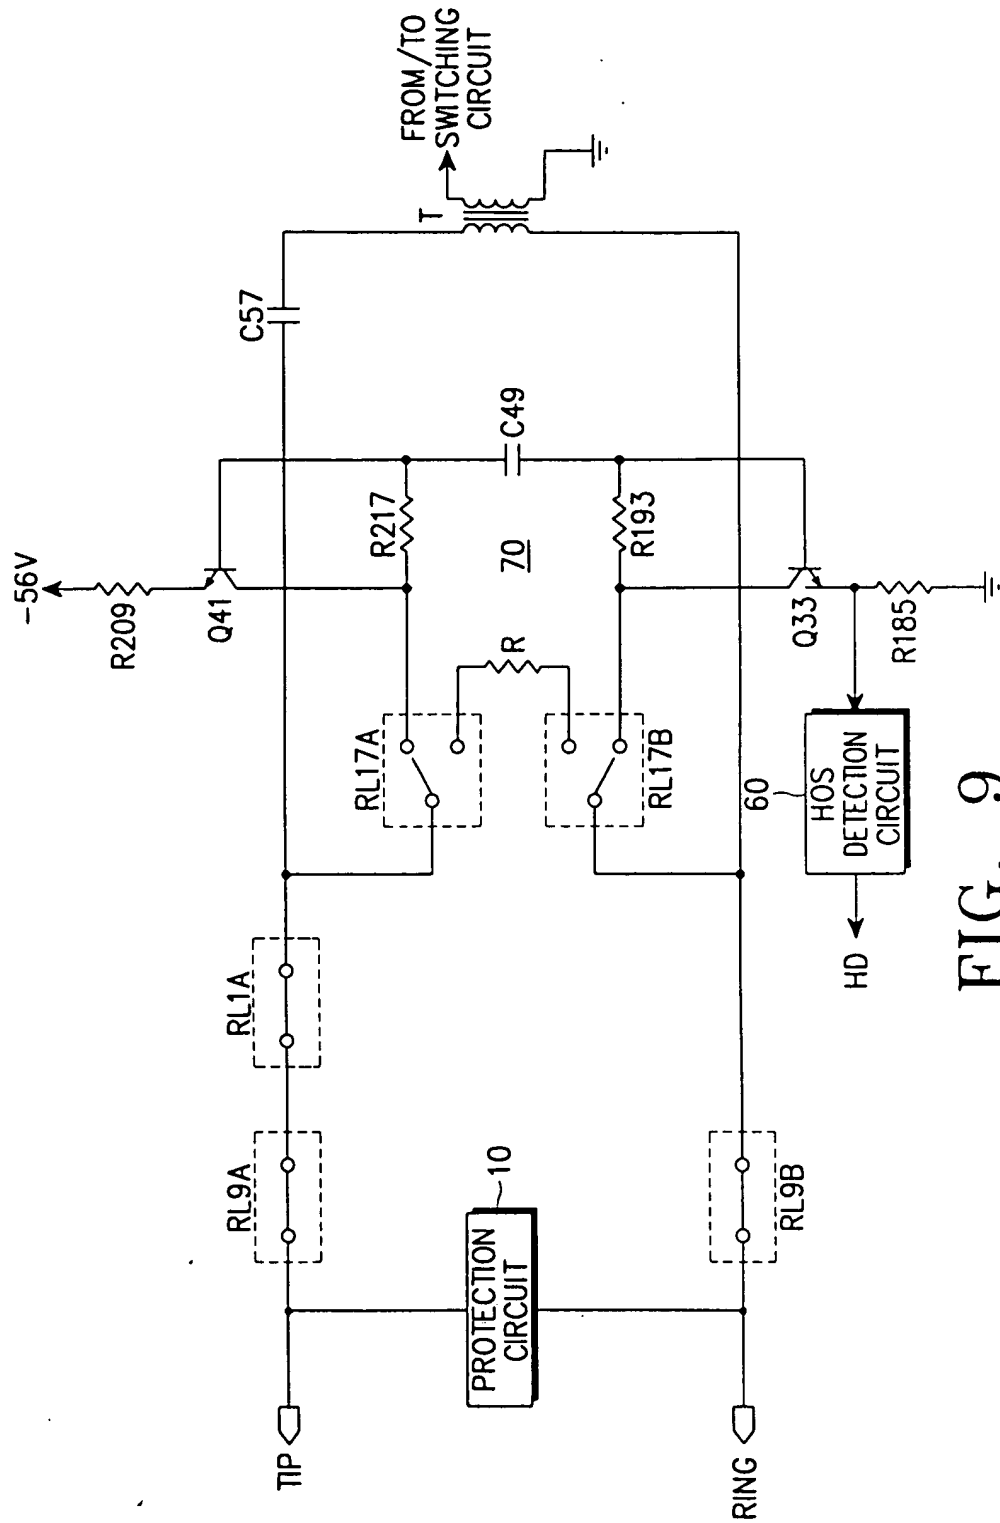 -56V
R209
Q41
C57
T
FROM/TO
SWITCHING
CIRCUIT
R217
C49
70
R193
R
RL17A
RL17B
Q33
R185
60
HOS
DETECTION
CIRCUIT
HD
RL1A
RL9A
RL9B
10
PROTECTION
CIRCUIT
TIP
RING
FIG. 9